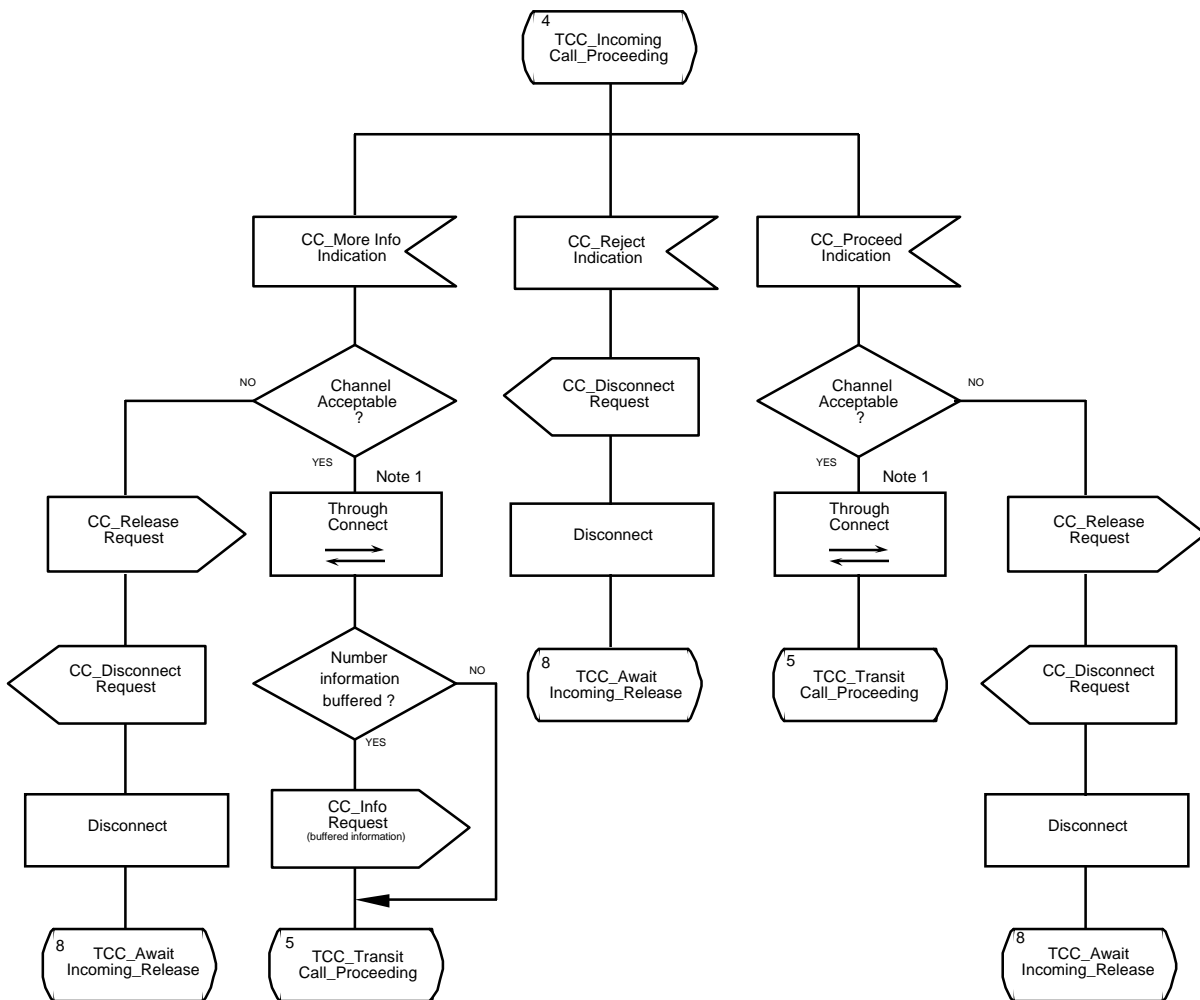 4
TCC_Incoming
Call_Proceeding
CC_More Info
Indication
CC_Reject
Indication
CC_Proceed
Indication
NO
Channel
Acceptable
?
YES
CC_Disconnect
Request
Channel
Acceptable
?
NO
YES
Note 1
Note 1
CC_Release
Request
Through
Connect
Disconnect
Through
Connect
CC_Release
Request
CC_Disconnect
Request
Number
information
buffered ?
NO
YES
8
TCC_Await
Incoming_Release
5
TCC_Transit
Call_Proceeding
CC_Disconnect
Request
Disconnect
CC_Info
Request
(buffered information)
Disconnect
8
TCC_Await
Incoming_Release
5
TCC_Transit
Call_Proceeding
8
TCC_Await
Incoming_Release